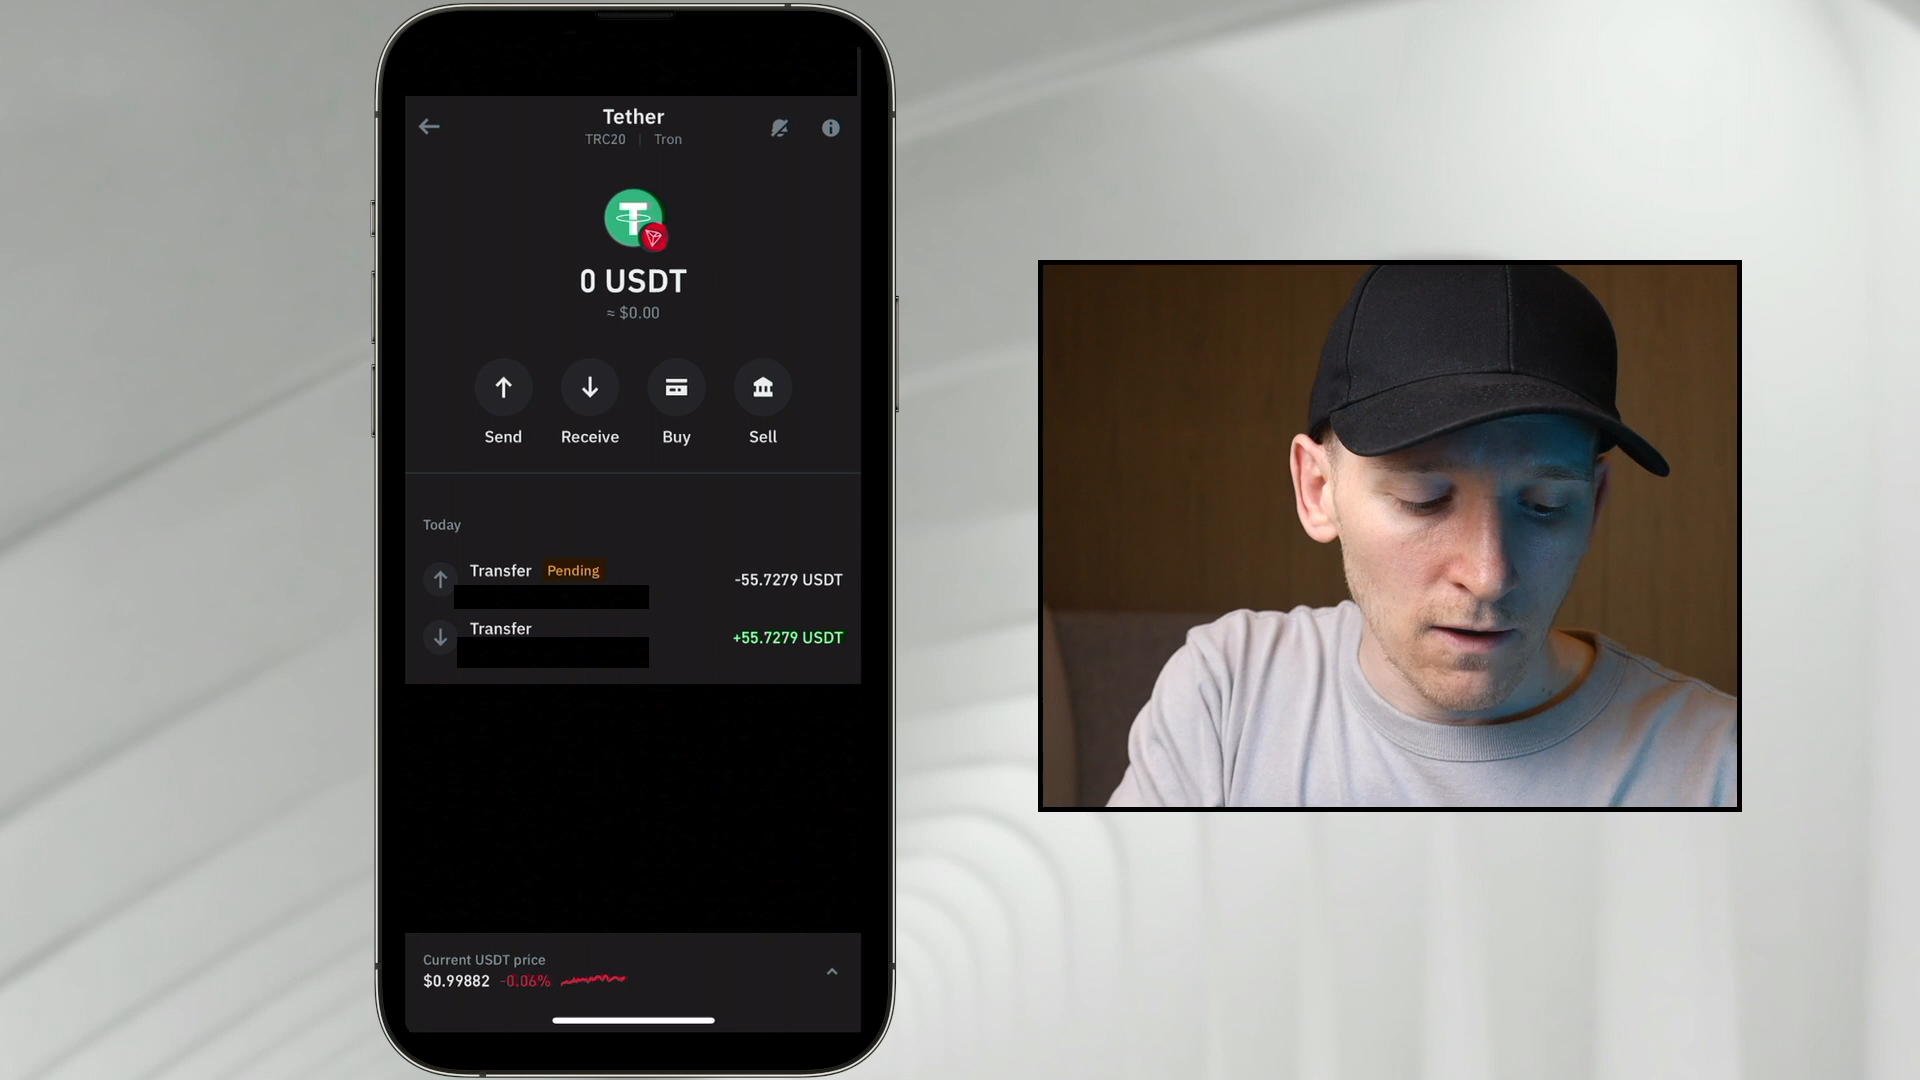 Tether
TRC20 | Tron
0 USDT
≈ $0.00
Send Receive Buy Sell
Today
Transfer Pending -55.7279 USDT
Transfer +55.7279 USDT
Current USDT price
$0.99882 -0.06%